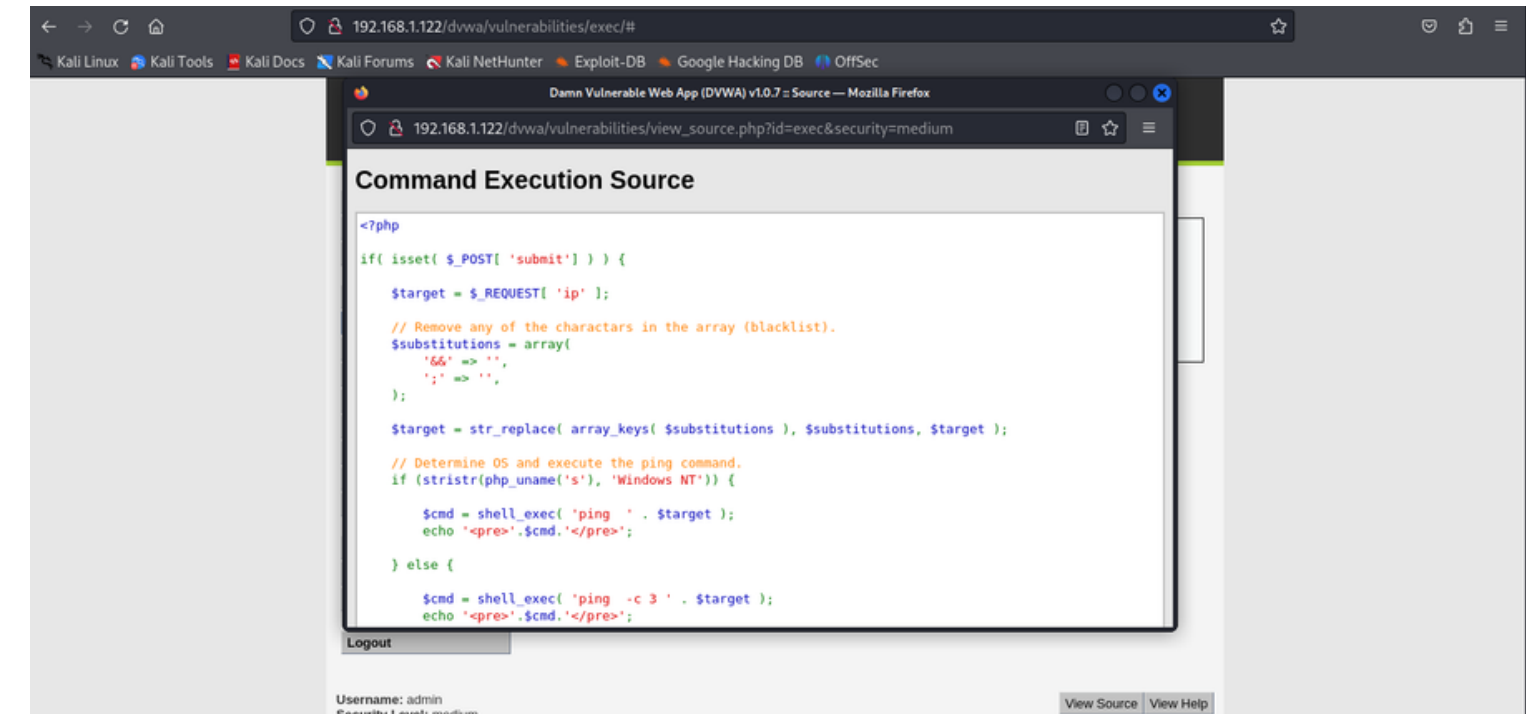 192.168.1.122/dvwa/vulnerabilities/exec/#
Kali Linux Kali Tools Kali Docs Kali Forums Kali NetHunter Exploit-DB Google Hacking DB OffSec
Damn Vulnerable Web App (DVWA) v1.0.7 :: Source — Mozilla Firefox
192.168.1.122/dvwa/vulnerabilities/view_source.php?id=exec&security=medium
Command Execution Source
<?php
if( isset( $_POST[ 'submit'] ) ) {
$target = $_REQUEST[ 'ip' ];
// Remove any of the charactars in the array (blacklist).
$substitutions = array(
'&&' => '',
';' => '',
);
$target = str_replace( array_keys( $substitutions ), $substitutions, $target );
// Determine OS and execute the ping command.
if (stristr(php_uname('s'), 'Windows NT')) {
$cmd = shell_exec( 'ping  ' . $target );
echo '<pre>'.$cmd.'</pre>';
} else {
$cmd = shell_exec( 'ping  -c 3 ' . $target );
echo '<pre>'.$cmd.'</pre>';
Logout
Username: admin
Security Level: medium
View Source View Help